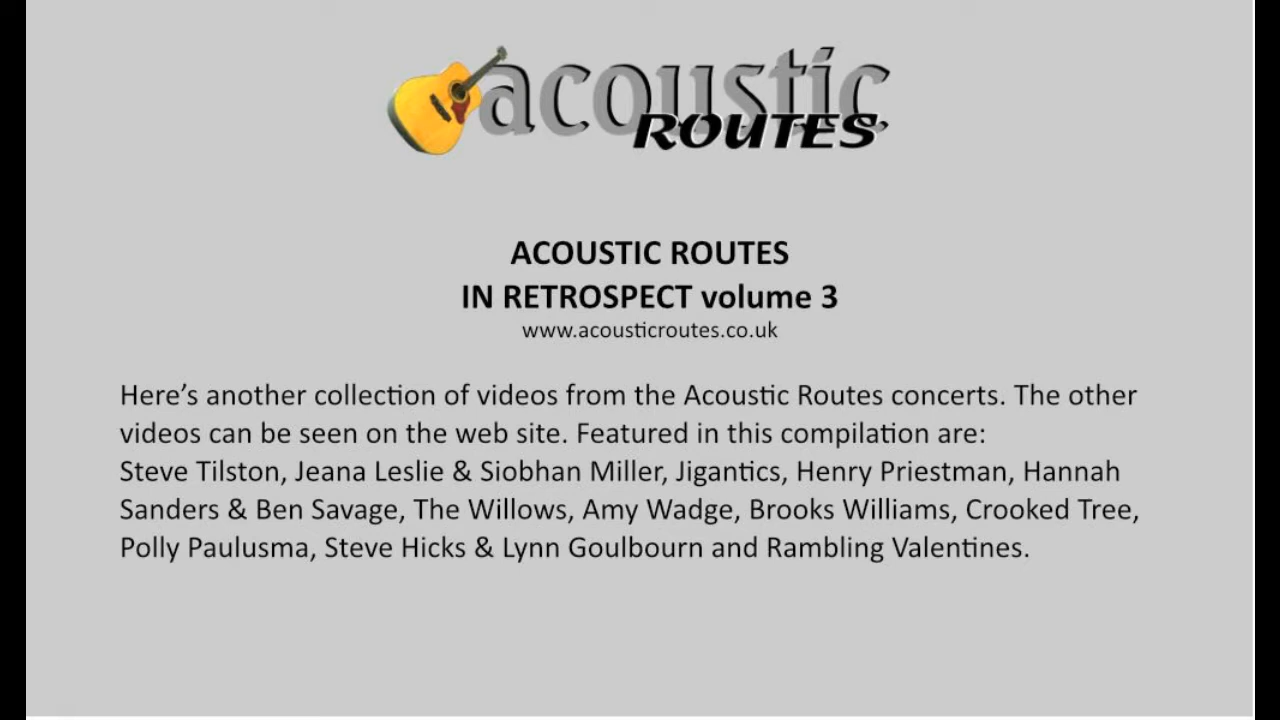 acoustic
ROUTES
ACOUSTIC ROUTES
IN RETROSPECT volume 3
www.acousticroutes.co.uk
Here’s another collection of videos from the Acoustic Routes concerts. The other
videos can be seen on the web site. Featured in this compilation are:
Steve Tilston, Jeana Leslie & Siobhan Miller, Jigantics, Henry Priestman, Hannah
Sanders & Ben Savage, The Willows, Amy Wadge, Brooks Williams, Crooked Tree,
Polly Paulusma, Steve Hicks & Lynn Goulbourn and Rambling Valentines.